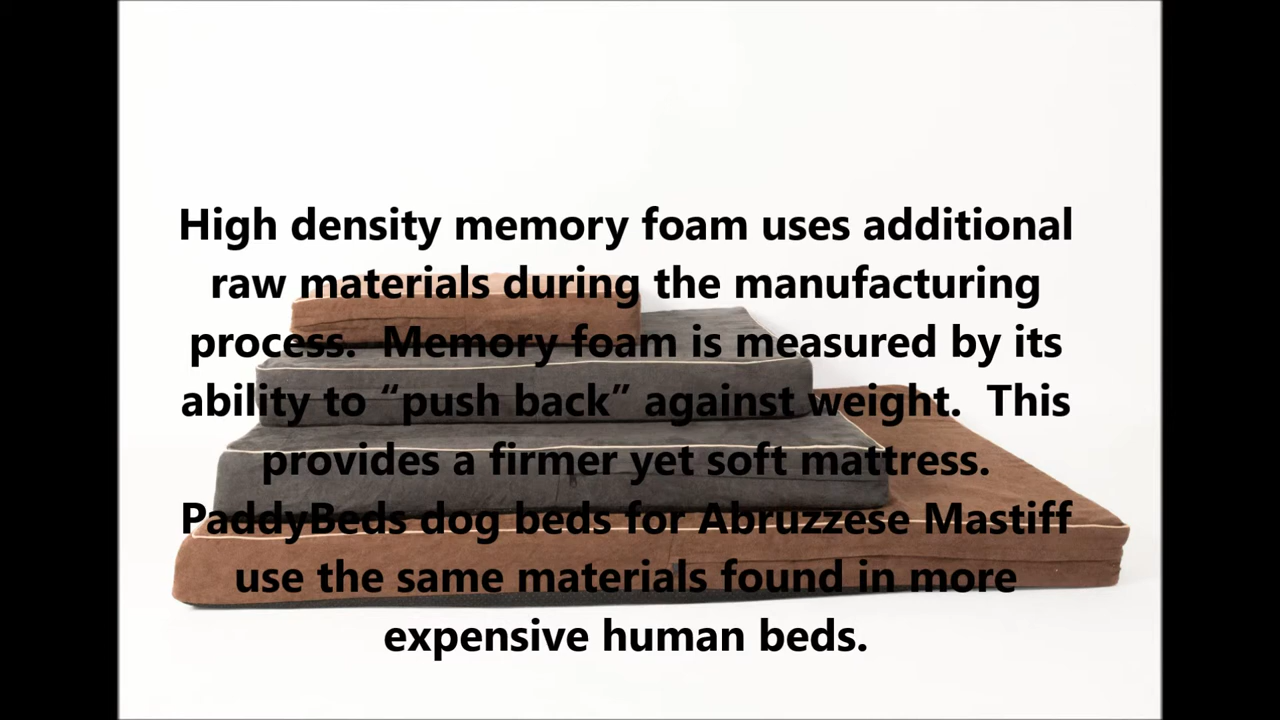 High density memory foam uses additional
raw materials during the manufacturing
process.  Memory foam is measured by its
ability to “push back” against weight.  This
provides a firmer yet soft mattress.
PaddyBeds dog beds for Abruzzese Mastiff
use the same materials found in more
expensive human beds.